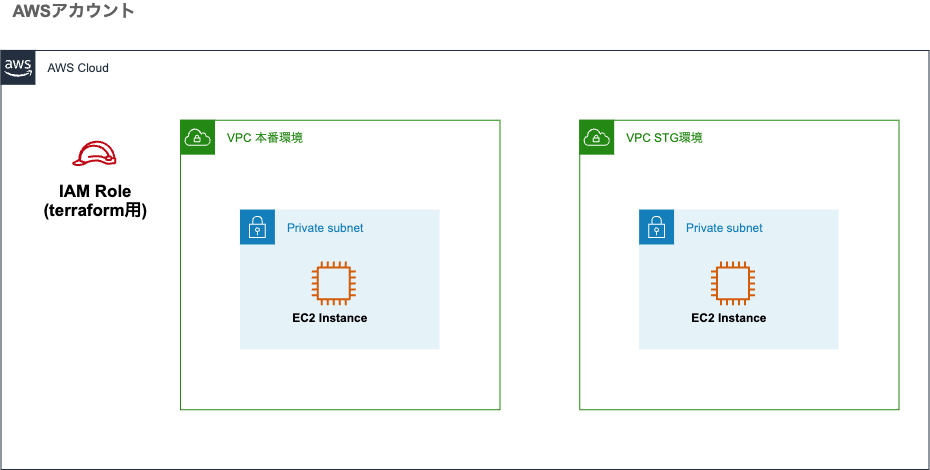 AWSアカウント
aws
AWS Cloud
IAM Role
(terraform用)
VPC 本番環境
Private subnet
EC2 Instance
VPC STG環境
Private subnet
EC2 Instance